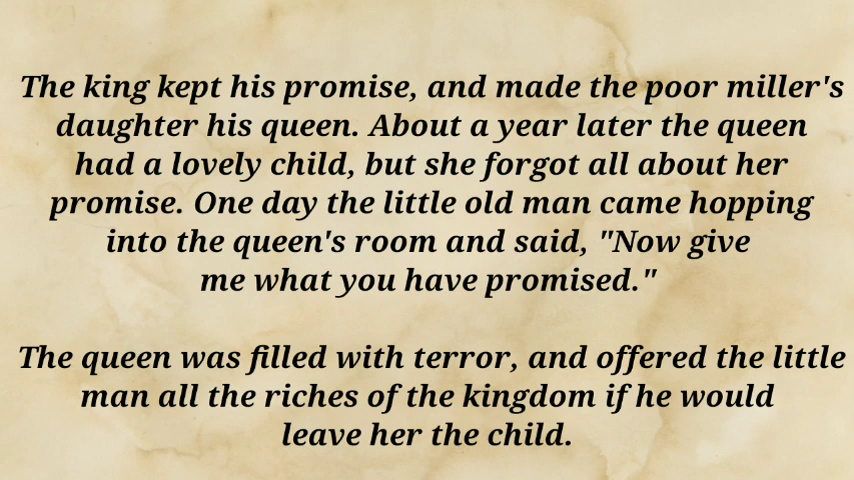 The king kept his promise, and made the poor miller's
daughter his queen. About a year later the queen
had a lovely child, but she forgot all about her
promise. One day the little old man came hopping
into the queen's room and said, "Now give
me what you have promised."
The queen was filled with terror, and offered the little
man all the riches of the kingdom if he would
leave her the child.